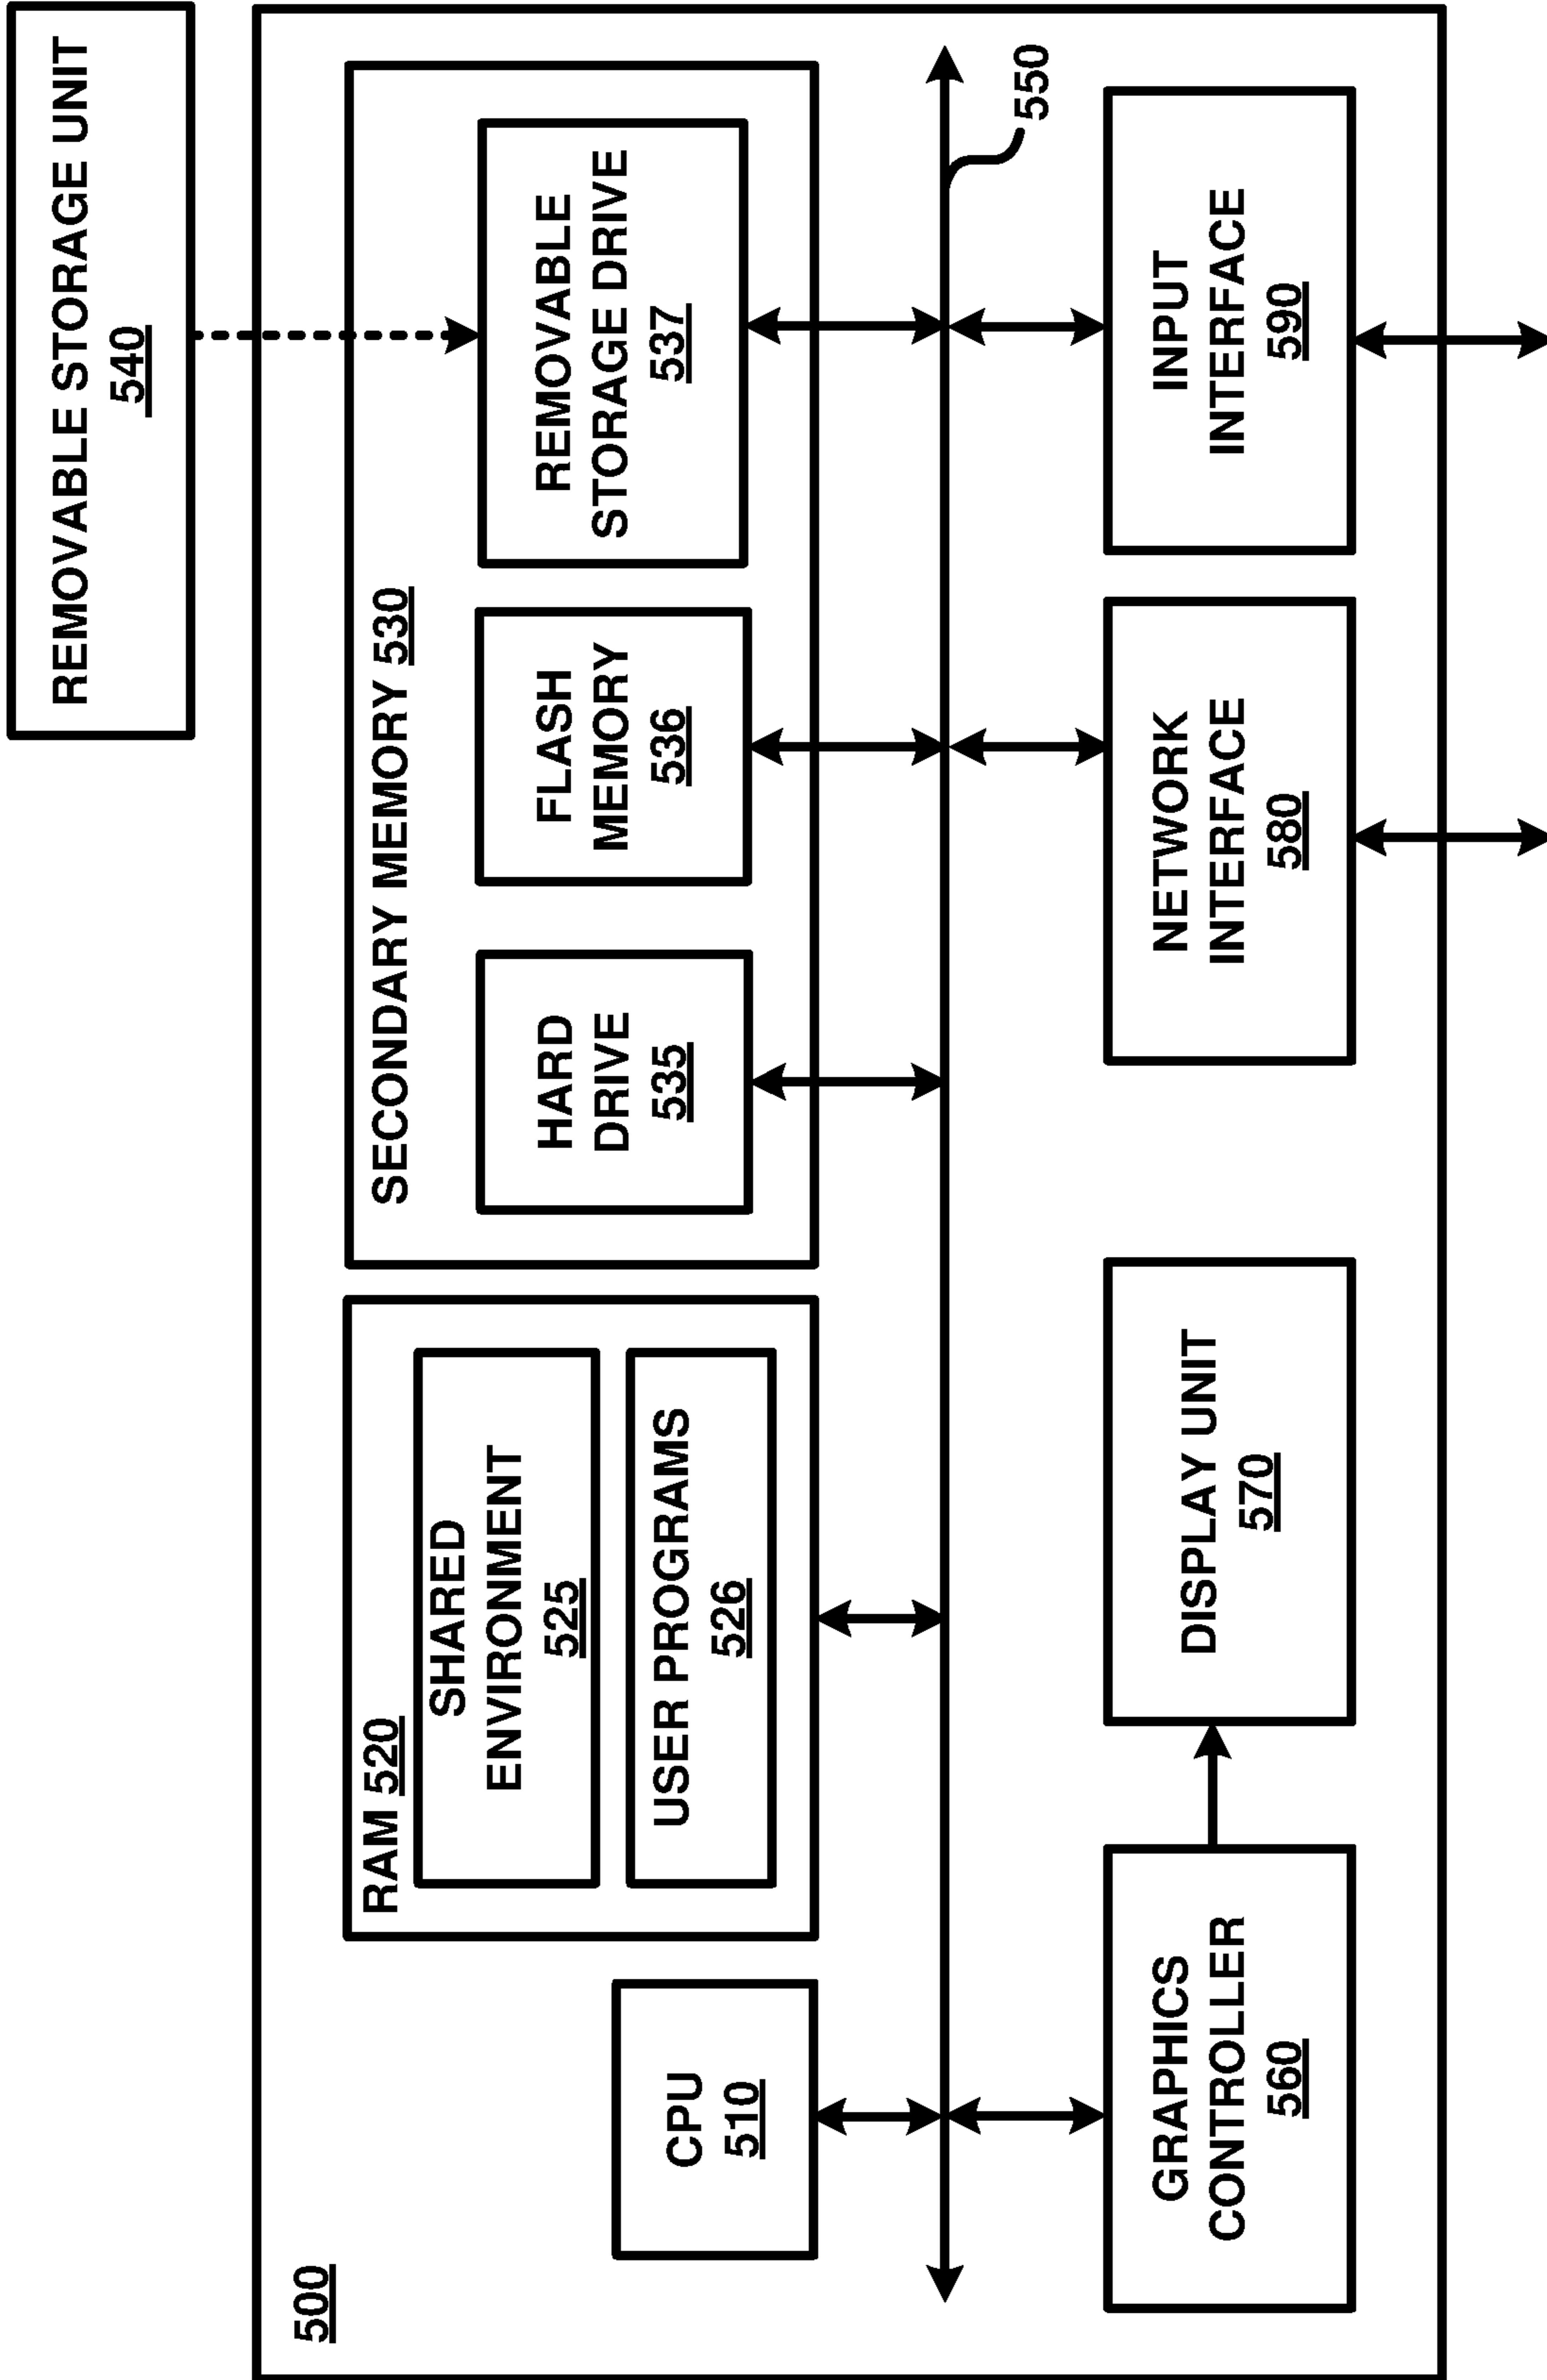 REMOVABLE STORAGE UNIT
540
500
CPU
510
RAM 520
SHARED
ENVIRONMENT
525
USER PROGRAMS
526
SECONDARY MEMORY 530
HARD
DRIVE
535
FLASH
MEMORY
536
REMOVABLE
STORAGE DRIVE
537
550
GRAPHICS
CONTROLLER
560
DISPLAY UNIT
570
NETWORK
INTERFACE
580
INPUT
INTERFACE
590